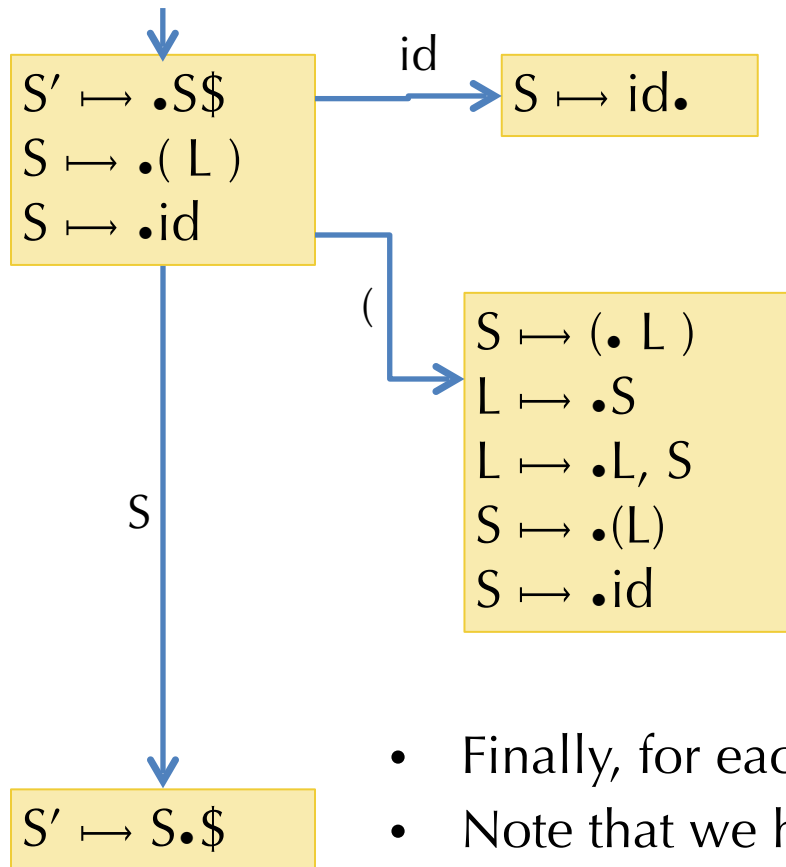 S′ ⟼ .S$
S ⟼ .( L )
S ⟼ .id
id
S ⟼ id.
(
S ⟼ (. L )
L ⟼ .S
L ⟼ .L, S
S ⟼ .(L)
S ⟼ .id
S
S′ ⟼ S.$
• Finally, for eac
• Note that we h